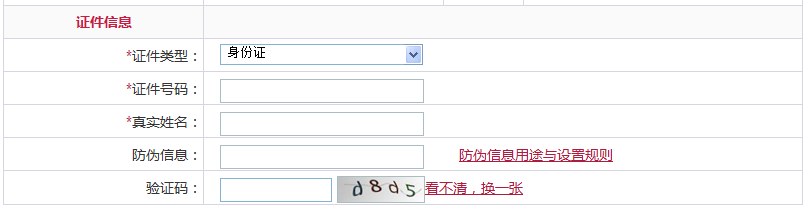 证件信息
*证件类型： 身份证
*证件号码：
*真实姓名：
防伪信息： 防伪信息用途与设置规则
验证码： d8d5 看不清，换一张